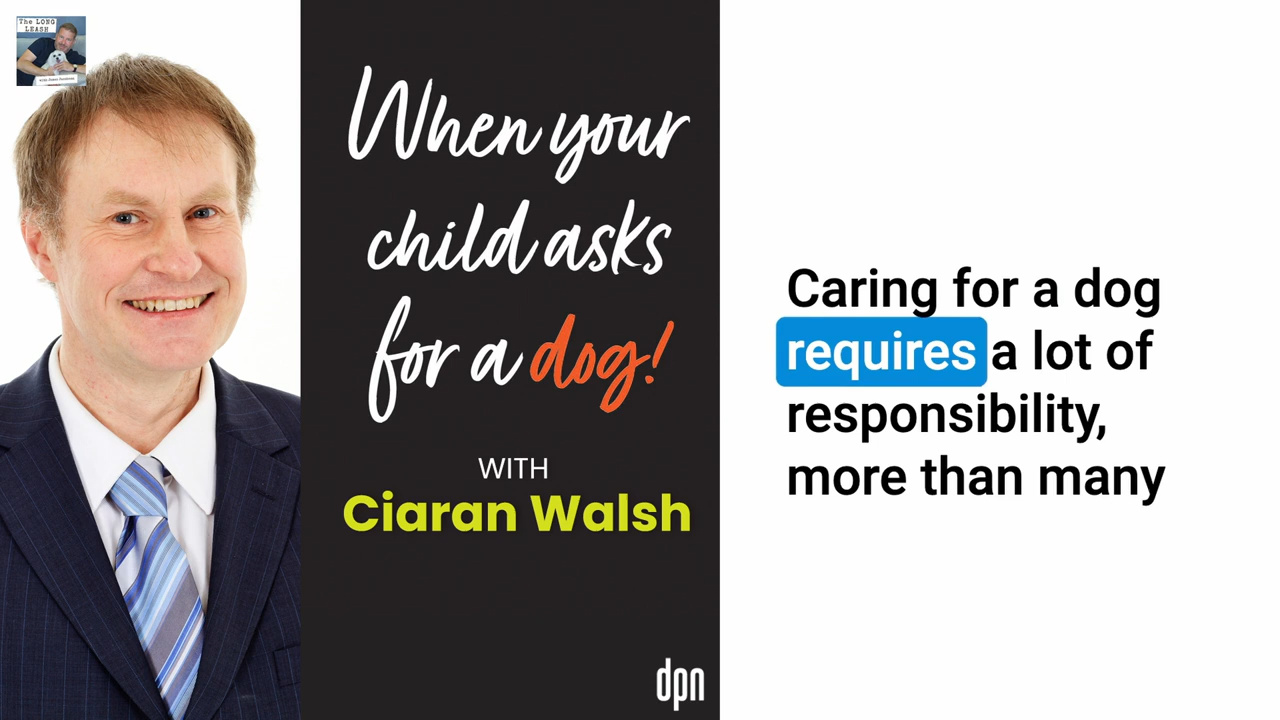 The LONG
LEASH
When your
child asks
for a dog!
WITH
Ciaran Walsh
dpn
Caring for a dog
requires a lot of
responsibility,
more than many